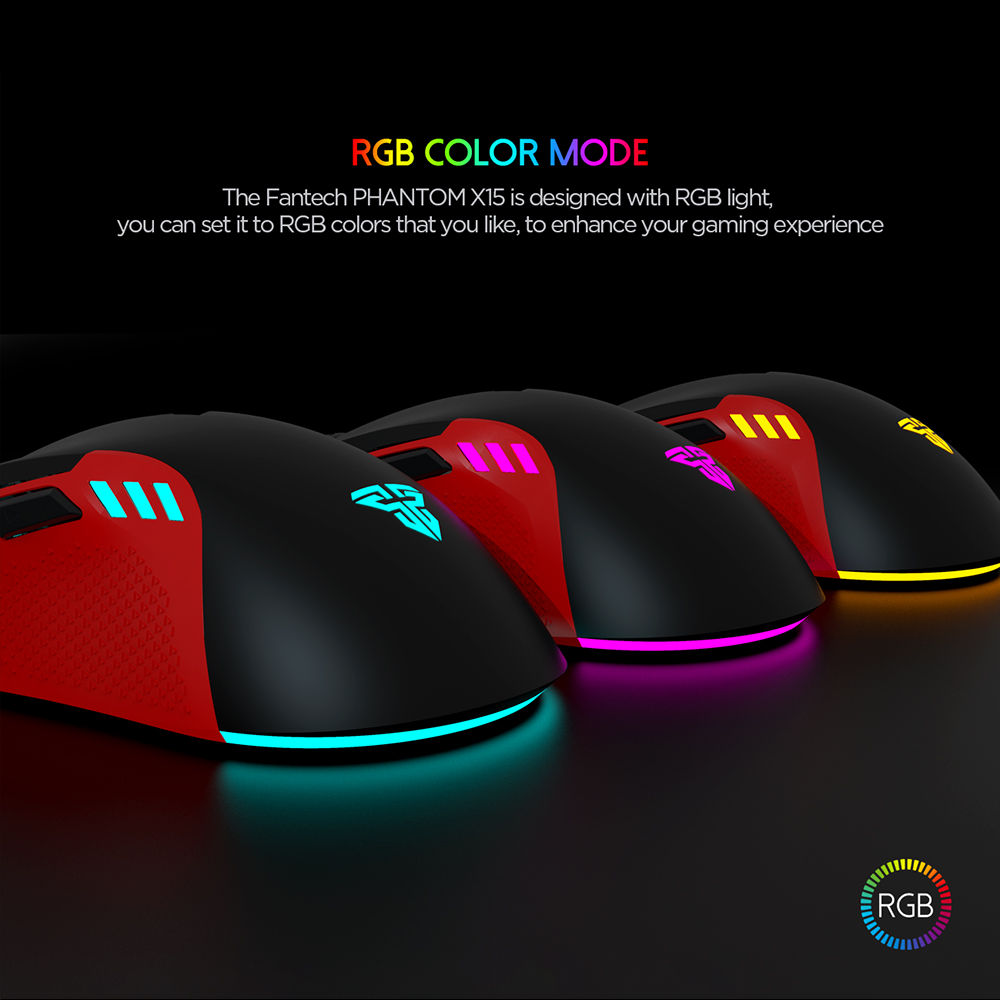 RGB COLOR MODE
The Fantech PHANTOM X15 is designed with RGB light,
you can set it to RGB colors that you like, to enhance your gaming experience
RGB